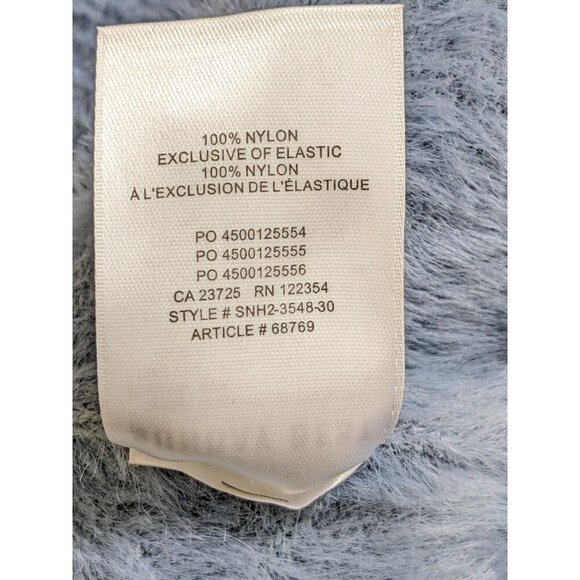 100% NYLON
EXCLUSIVE OF ELASTIC
100% NYLON
À L'EXCLUSION DE L'ÉLASTIQUE
PO 4500125554
PO 4500125555
PO 4500125556
CA 23725 RN 122354
STYLE # SNH2-3548-30
ARTICLE # 68769